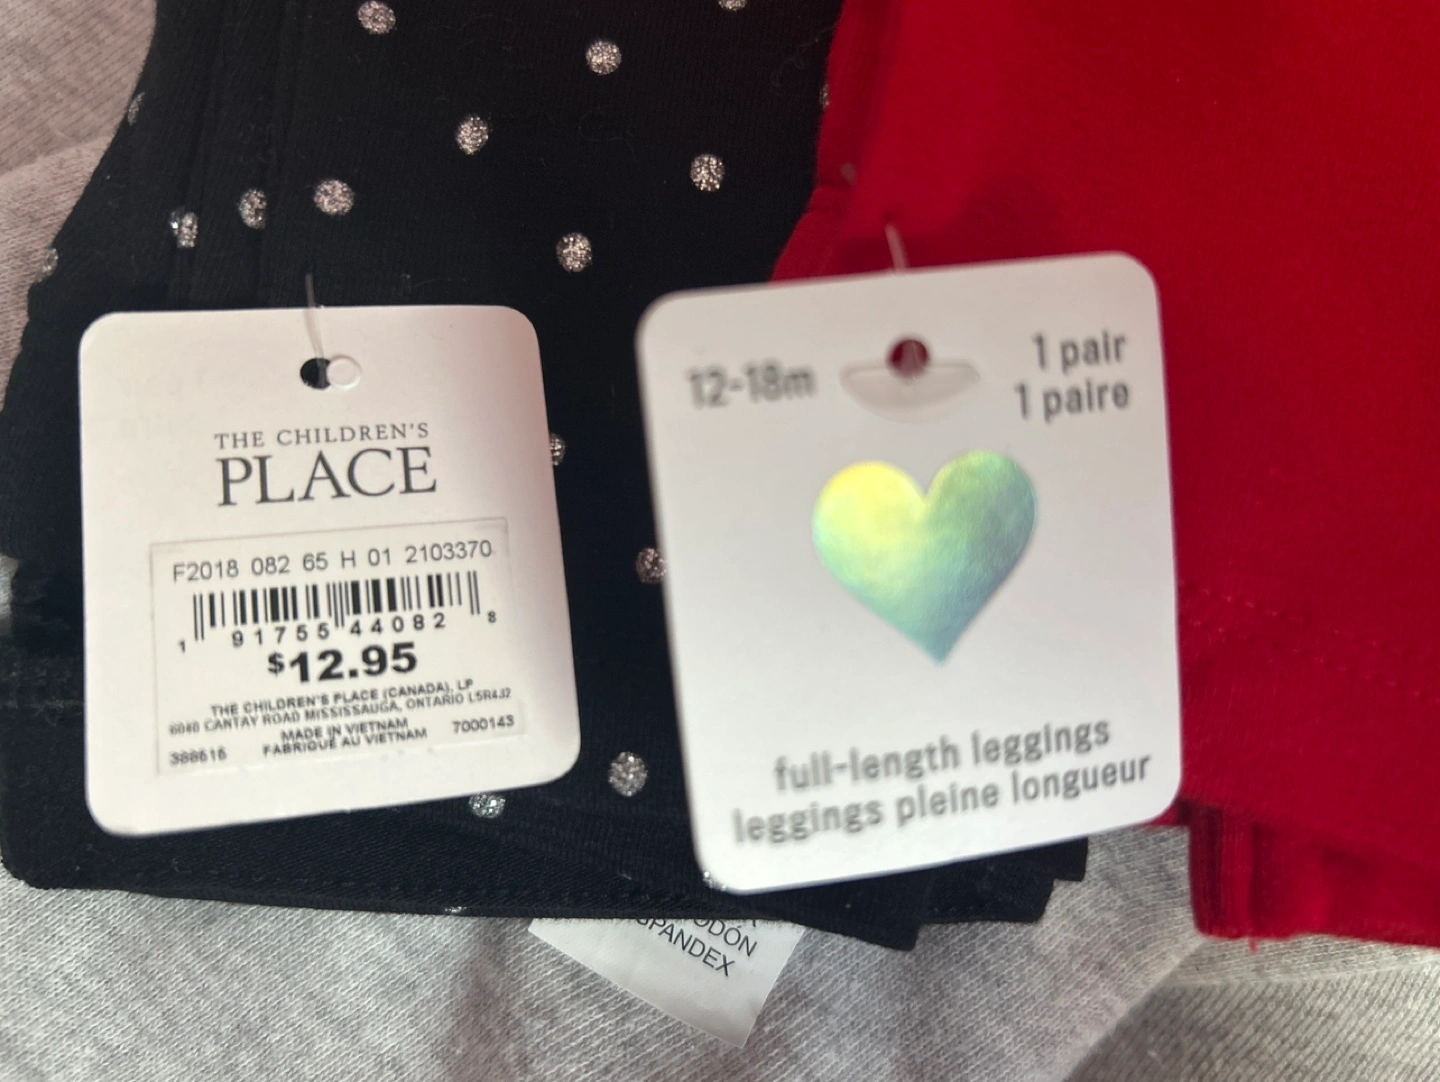 THE CHILDREN'S
PLACE
F2018 082 65 H 01 2103370
1 91755 44082 8
$12.95
THE CHILDREN'S PLACE (CANADA), LP
6040 CANTAY ROAD MISSISSAUGA, ONTARIO L5R4J2
MADE IN VIETNAM 7000143
388616 FABRIQUÉ AU VIETNAM
12-18m
1 pair
1 paire
full-length leggings
leggings pleine longueur
SPANDEX